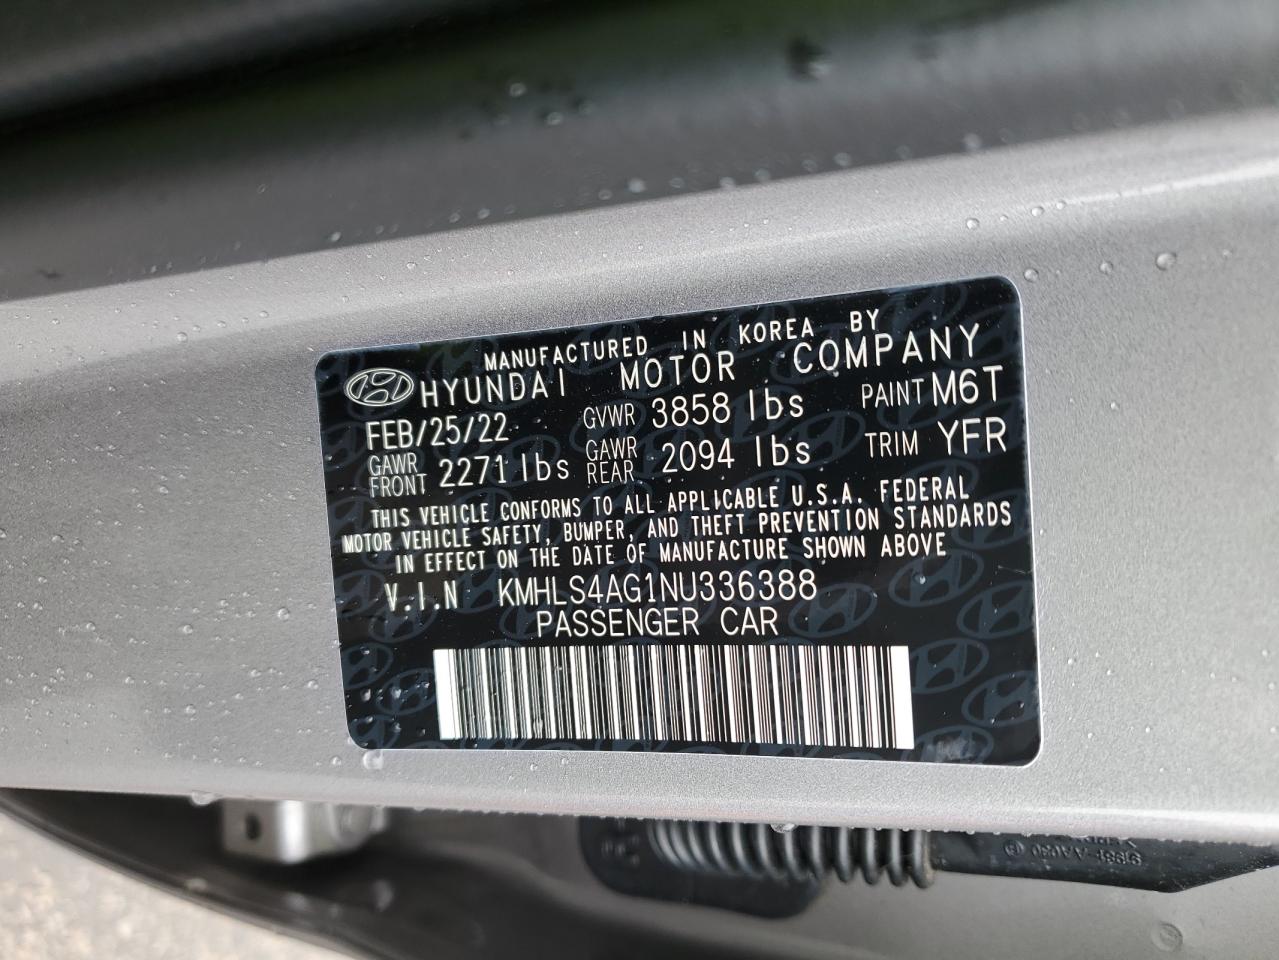 MANUFACTURED IN KOREA BY
HYUNDAI MOTOR COMPANY
FEB/25/22 GVWR 3858 lbs PAINT M6T
GAWR FRONT 2271 lbs GAWR REAR 2094 lbs TRIM YFR
THIS VEHICLE CONFORMS TO ALL APPLICABLE U.S.A. FEDERAL
MOTOR VEHICLE SAFETY, BUMPER, AND THEFT PREVENTION STANDARDS
IN EFFECT ON THE DATE OF MANUFACTURE SHOWN ABOVE
V.I.N KMHLS4AG1NU336388
PASSENGER CAR